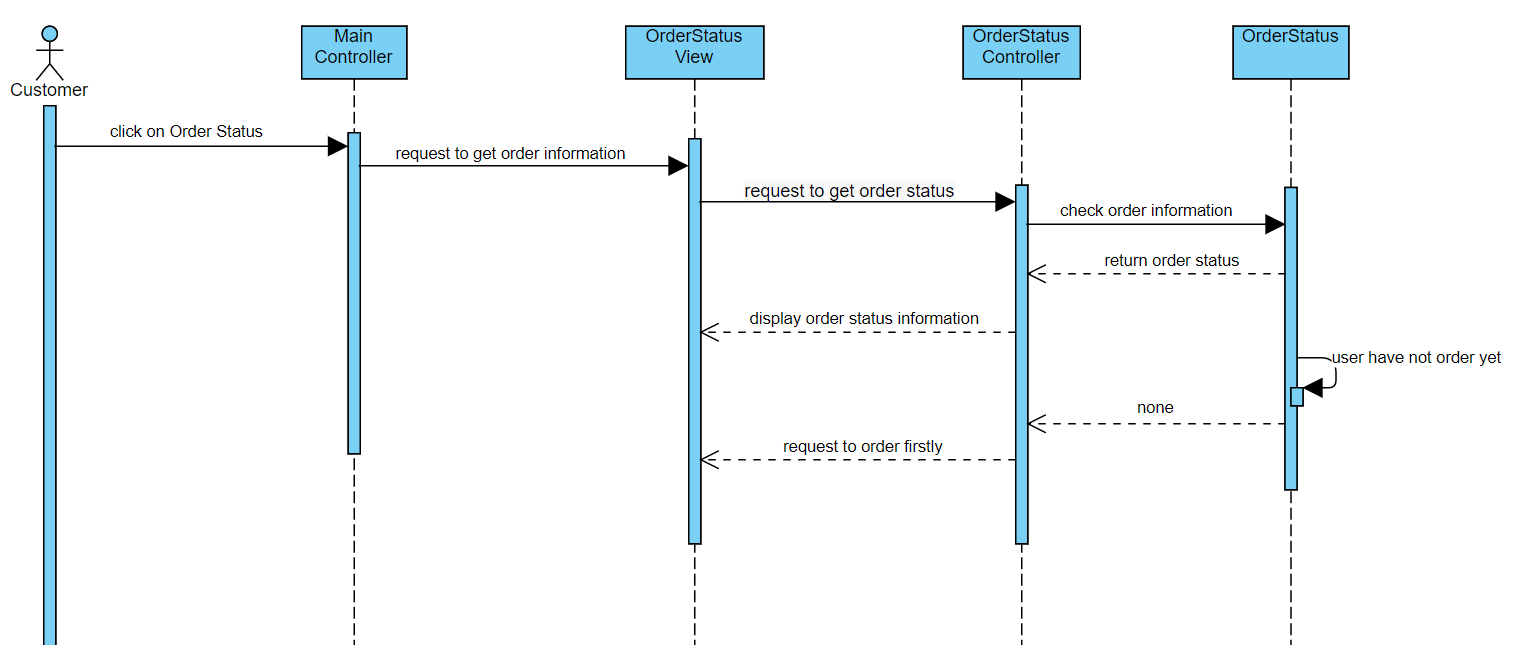 Main
Controller
OrderStatus
View
OrderStatus
Controller
OrderStatus
Customer
click on Order Status
request to get order information
request to get order status
check order information
return order status
display order status information
user have not order yet
none
request to order firstly